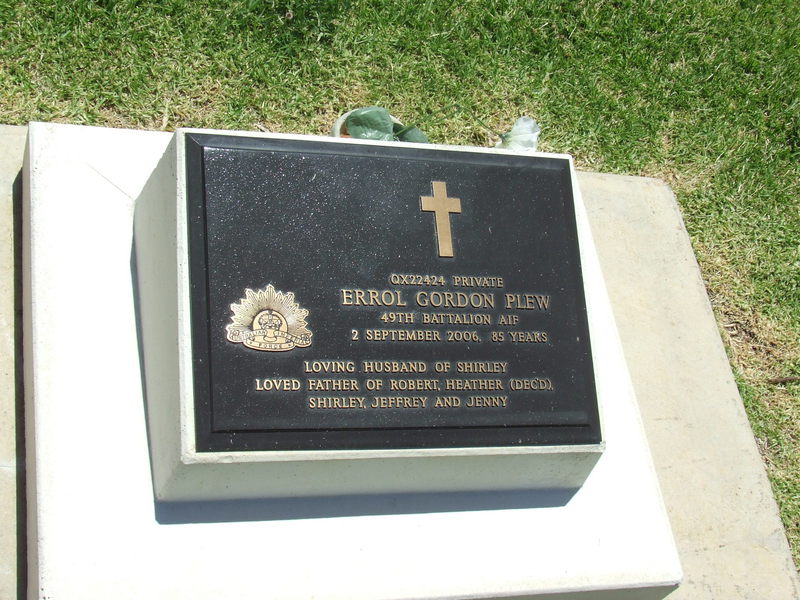 QX22424 PRIVATE
ERROL GORDON PLEW
49TH BATTALION AIF
2 SEPTEMBER 2006, 85 YEARS
LOVING HUSBAND OF SHIRLEY
LOVED FATHER OF ROBERT, HEATHER (DEC'D),
SHIRLEY, JEFFREY AND JENNY